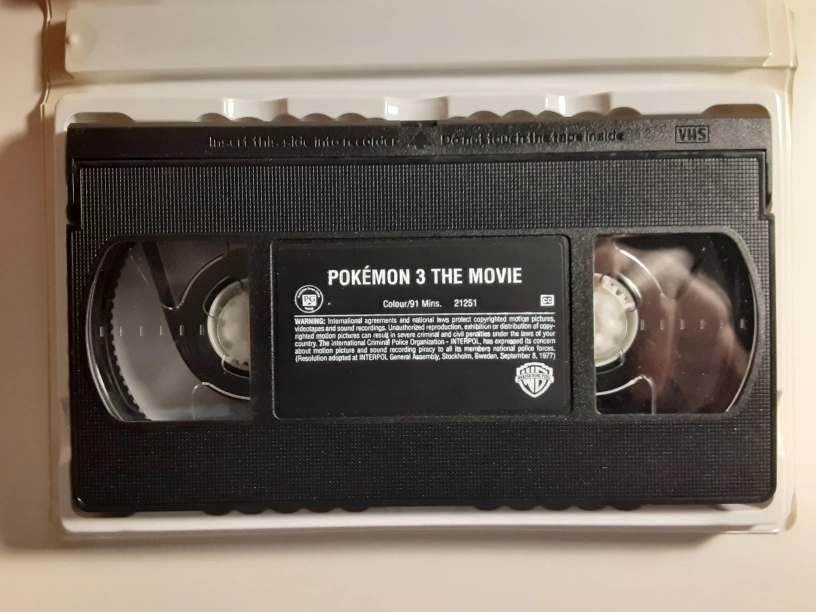 Insert this side into recorder Do not touch the tape inside VHS
POKÉMON 3 THE MOVIE
PG
Colour/91 Mins. 21251 CC
WARNING: International agreements and national laws protect copyrighted motion pictures,
videotapes and sound recordings. Unauthorized reproduction, exhibition or distribution of copy-
righted motion pictures can result in severe criminal and civil penalties under the laws of your
country. The International Criminal Police Organization - INTERPOL, has expressed its concern
about motion picture and sound recording piracy to all its members national police forces.
(Resolution adopted at INTERPOL General Assembly, Stockholm, Sweden, September 8, 1977)
WB